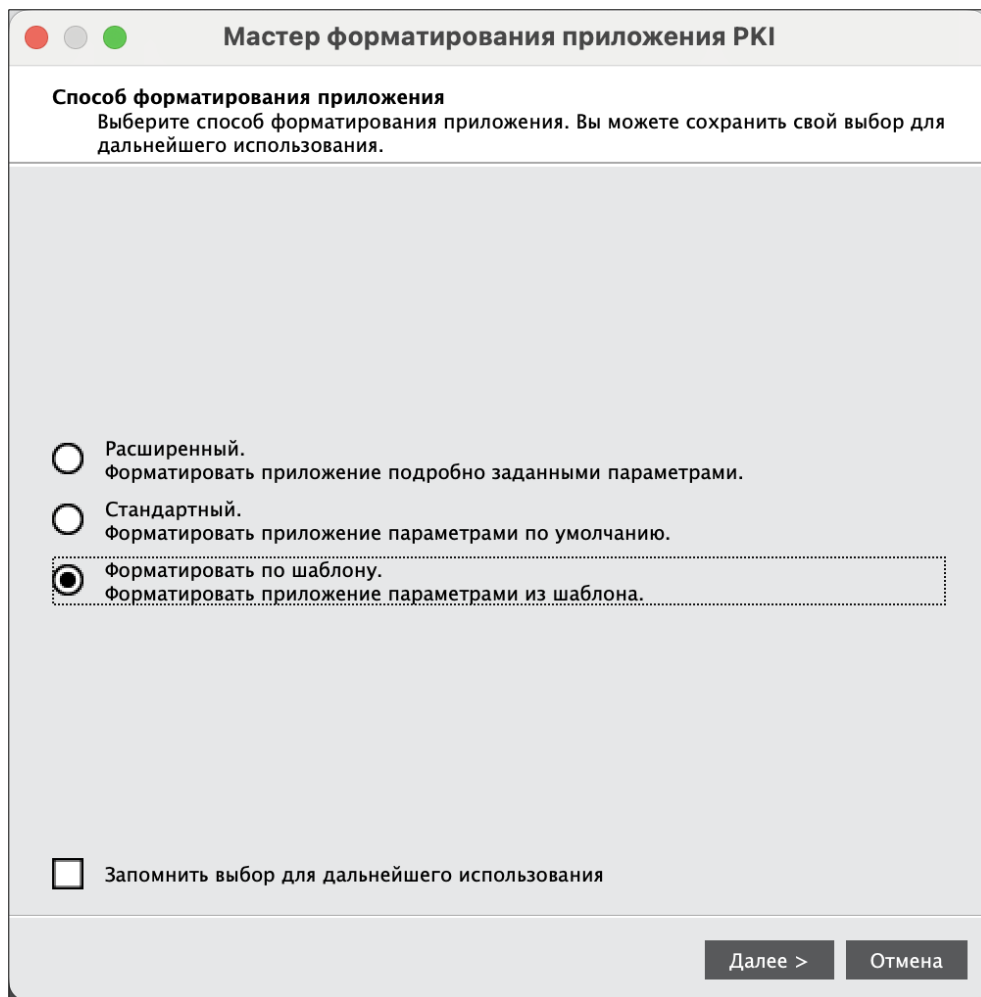 Мастер форматирования приложения PKI
Способ форматирования приложения
Выберите способ форматирования приложения. Вы можете сохранить свой выбор для
дальнейшего использования.
Расширенный.
Форматировать приложение подробно заданными параметрами.
Стандартный.
Форматировать приложение параметрами по умолчанию.
Форматировать по шаблону.
Форматировать приложение параметрами из шаблона.
Запомнить выбор для дальнейшего использования
Далее >
Отмена